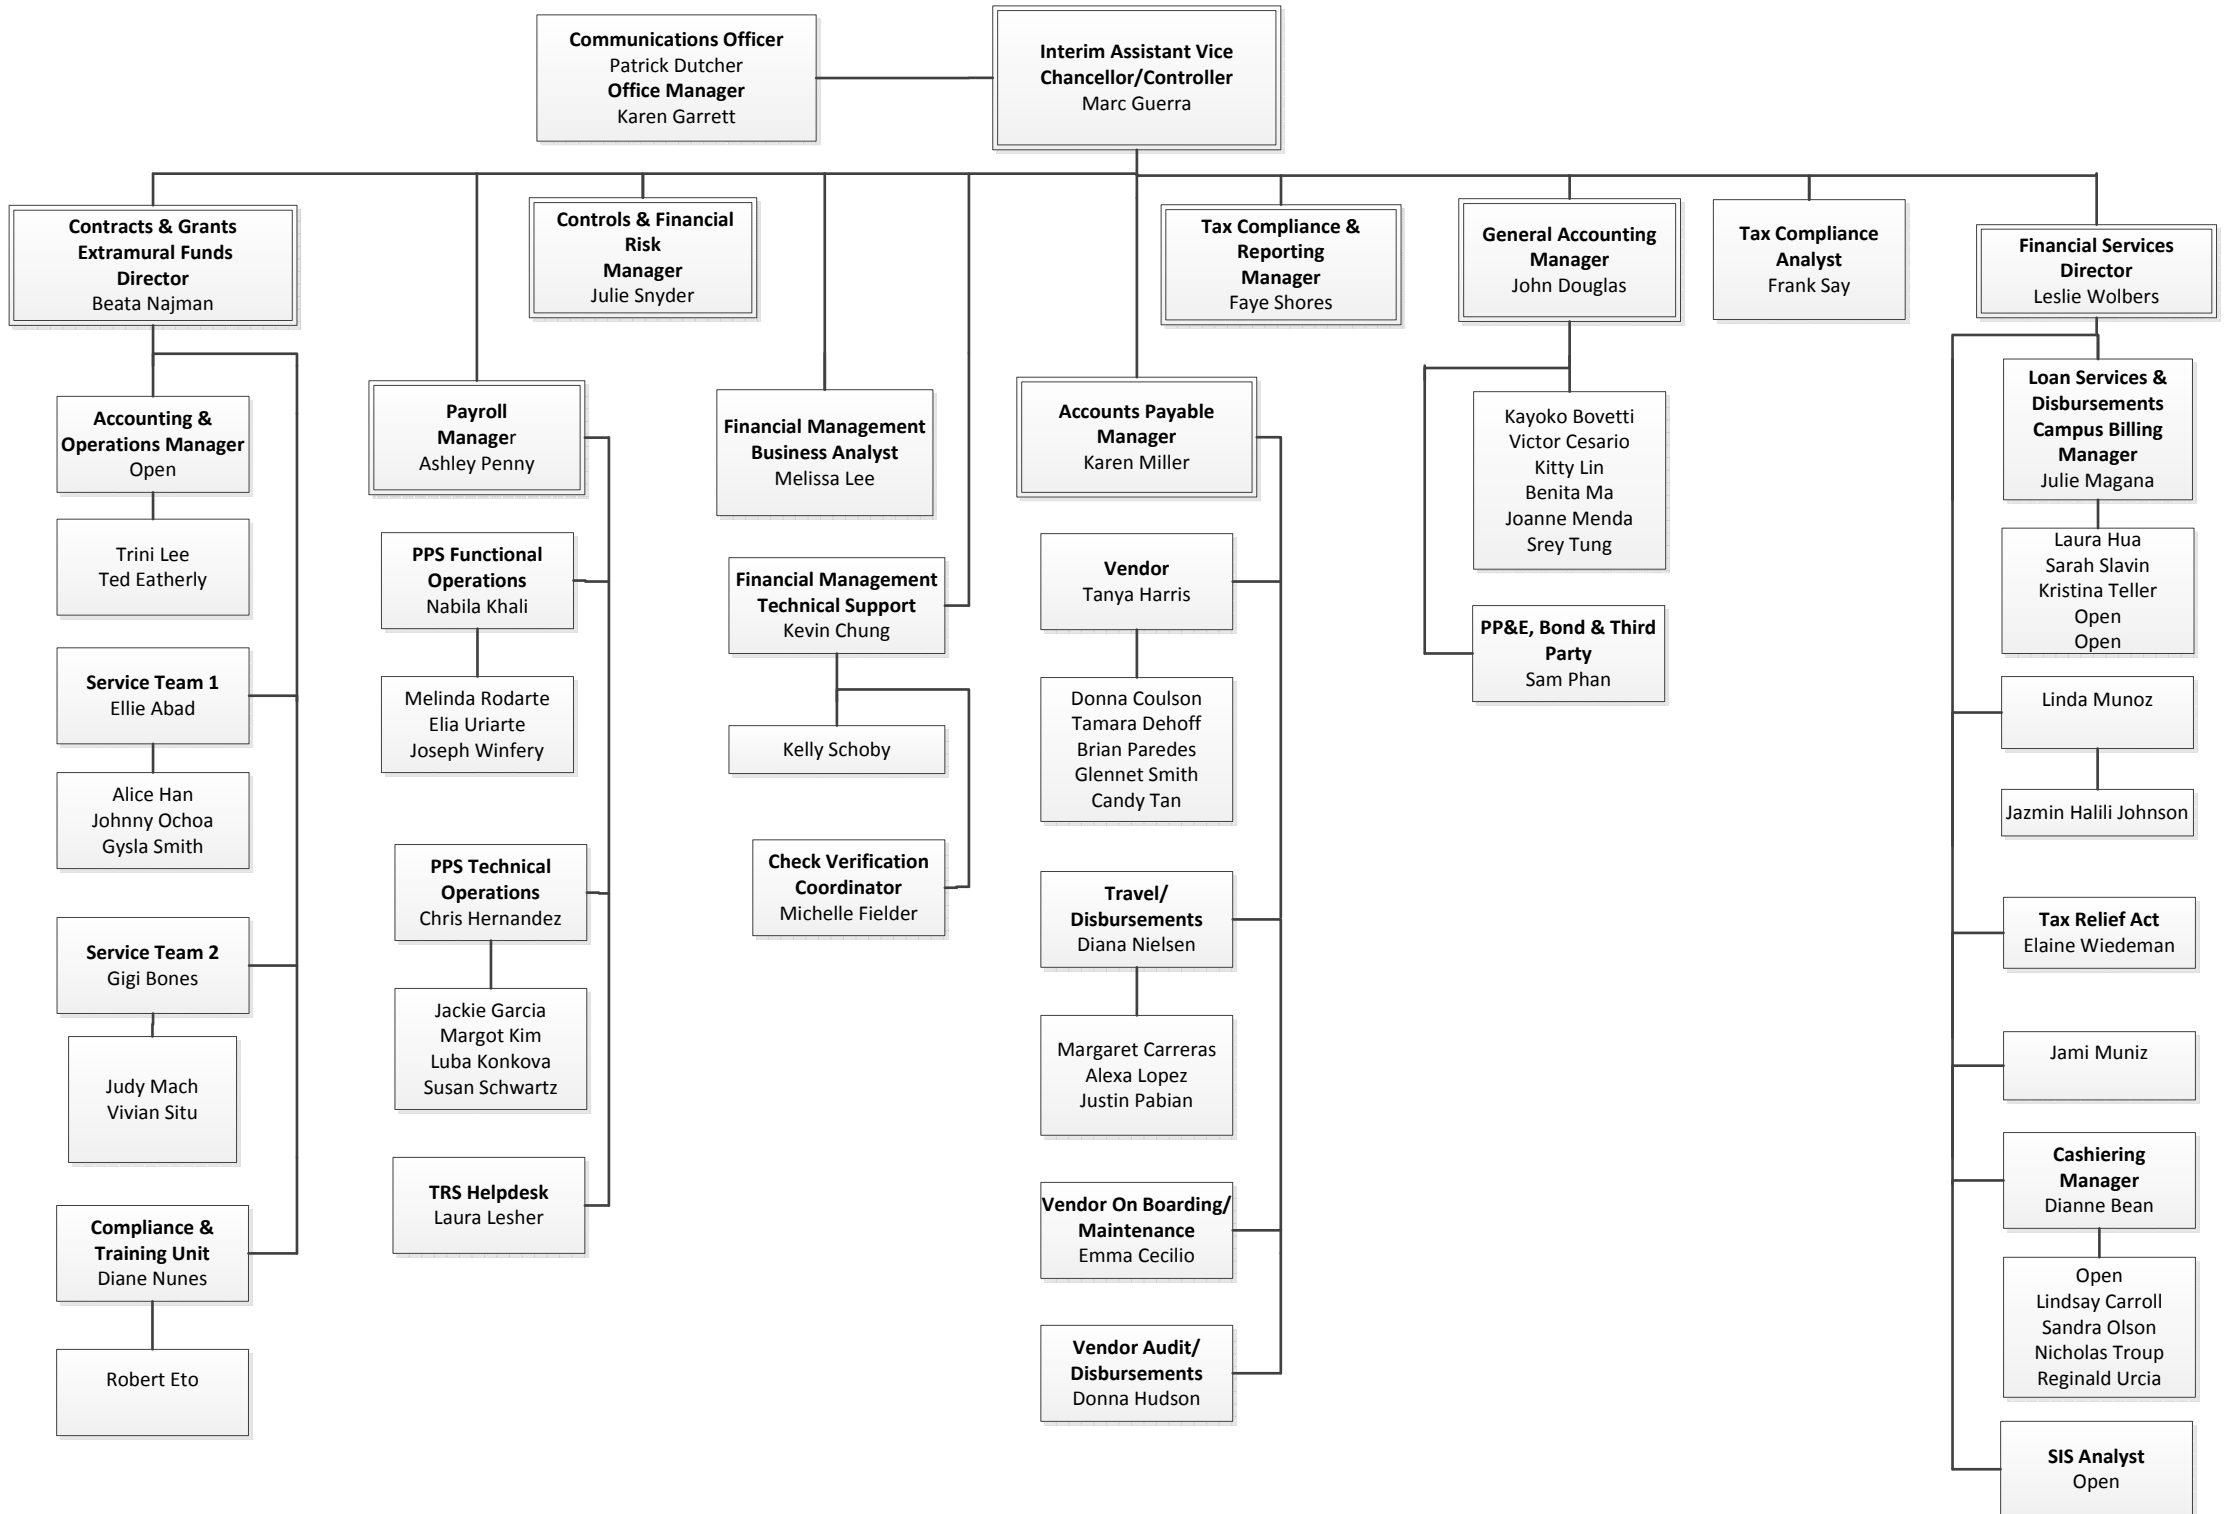 Communications Officer
Patrick Dutcher
Office Manager
Karen Garrett
Interim Assistant Vice
Chancellor/Controller
Marc Guerra
Contracts & Grants
Extramural Funds
Director
Beata Najman
Controls & Financial
Risk
Manager
Julie Snyder
Tax Compliance &
Reporting
Manager
Faye Shores
General Accounting
Manager
John Douglas
Tax Compliance
Analyst
Frank Say
Financial Services
Director
Leslie Wolbers
Accounting &
Operations Manager
Open
Trini Lee
Ted Eatherly
Service Team 1
Ellie Abad
Alice Han
Johnny Ochoa
Gysla Smith
Service Team 2
Gigi Bones
Judy Mach
Vivian Situ
Compliance &
Training Unit
Diane Nunes
Robert Eto
Payroll
Manager
Ashley Penny
PPS Functional
Operations
Nabila Khali
Melinda Rodarte
Elia Uriarte
Joseph Winfery
PPS Technical
Operations
Chris Hernandez
Jackie Garcia
Margot Kim
Luba Konkova
Susan Schwartz
TRS Helpdesk
Laura Lesher
Financial Management
Business Analyst
Melissa Lee
Financial Management
Technical Support
Kevin Chung
Kelly Schoby
Check Verification
Coordinator
Michelle Fielder
Accounts Payable
Manager
Karen Miller
Vendor
Tanya Harris
Donna Coulson
Tamara Dehoff
Brian Paredes
Glennet Smith
Candy Tan
Travel/
Disbursements
Diana Nielsen
Margaret Carreras
Alexa Lopez
Justin Pabian
Vendor On Boarding/
Maintenance
Emma Cecilio
Vendor Audit/
Disbursements
Donna Hudson
Kayoko Bovetti
Victor Cesario
Kitty Lin
Benita Ma
Joanne Menda
Srey Tung
PP&E, Bond & Third
Party
Sam Phan
Loan Services &
Disbursements
Campus Billing
Manager
Julie Magana
Laura Hua
Sarah Slavin
Kristina Teller
Open
Open
Linda Munoz
Jazmin Halili Johnson
Tax Relief Act
Elaine Wiedeman
Jami Muniz
Cashiering
Manager
Dianne Bean
Open
Lindsay Carroll
Sandra Olson
Nicholas Troup
Reginald Urcia
SIS Analyst
Open